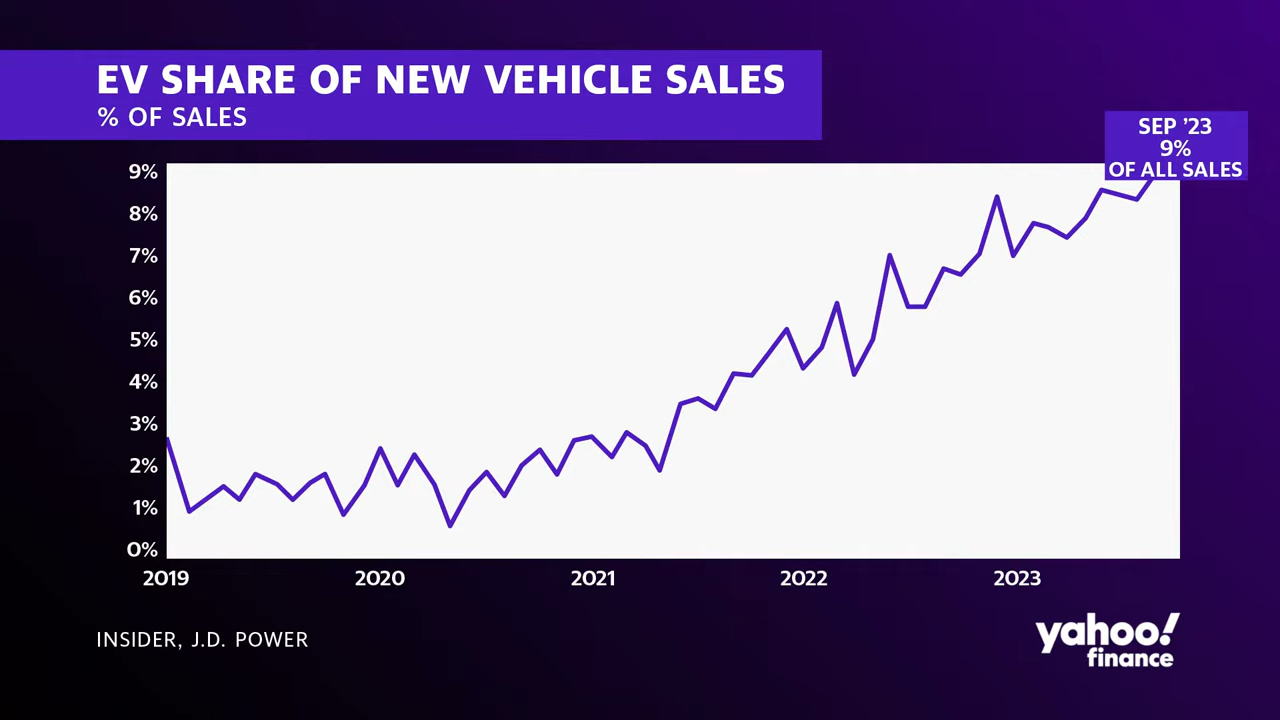 EV SHARE OF NEW VEHICLE SALES
% OF SALES
SEP ’23
9%
OF ALL SALES
9%
8%
7%
6%
5%
4%
3%
2%
1%
0%
2019 2020 2021 2022 2023
INSIDER, J.D. POWER
yahoo!
finance